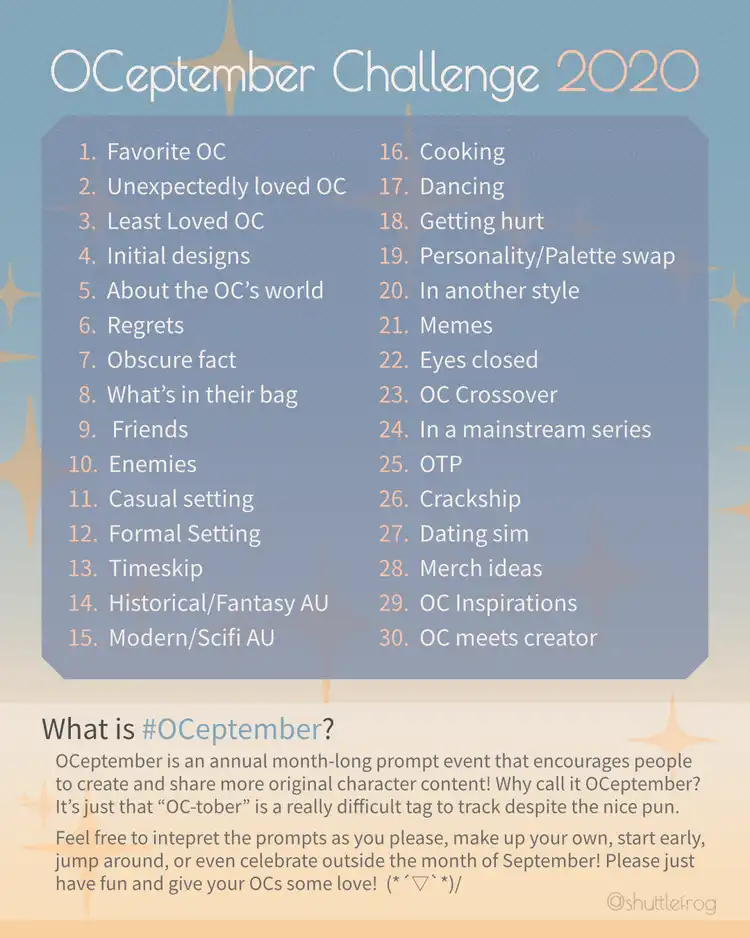 OCeptember Challenge 2020
1. Favorite OC
2. Unexpectedly loved OC
3. Least Loved OC
4. Initial designs
5. About the OC's world
6. Regrets
7. Obscure fact
8. What's in their bag
9. Friends
10. Enemies
11. Casual setting
12. Formal Setting
13. Timeskip
14. Historical/Fantasy AU
15. Modern/Scifi AU
16. Cooking
17. Dancing
18. Getting hurt
19. Personality/Palette swap
20. In another style
21. Memes
22. Eyes closed
23. OC Crossover
24. In a mainstream series
25. OTP
26. Crackship
27. Dating sim
28. Merch ideas
29. OC Inspirations
30. OC meets creator
What is #OCeptember?
OCeptember is an annual month-long prompt event that encourages people
to create and share more original character content! Why call it OCeptember?
It's just that “OC-tober” is a really difficult tag to track despite the nice pun.
Feel free to intepret the prompts as you please, make up your own, start early,
jump around, or even celebrate outside the month of September! Please just
have fun and give your OCs some love! (*´▽`*)/
@shuttlefrog